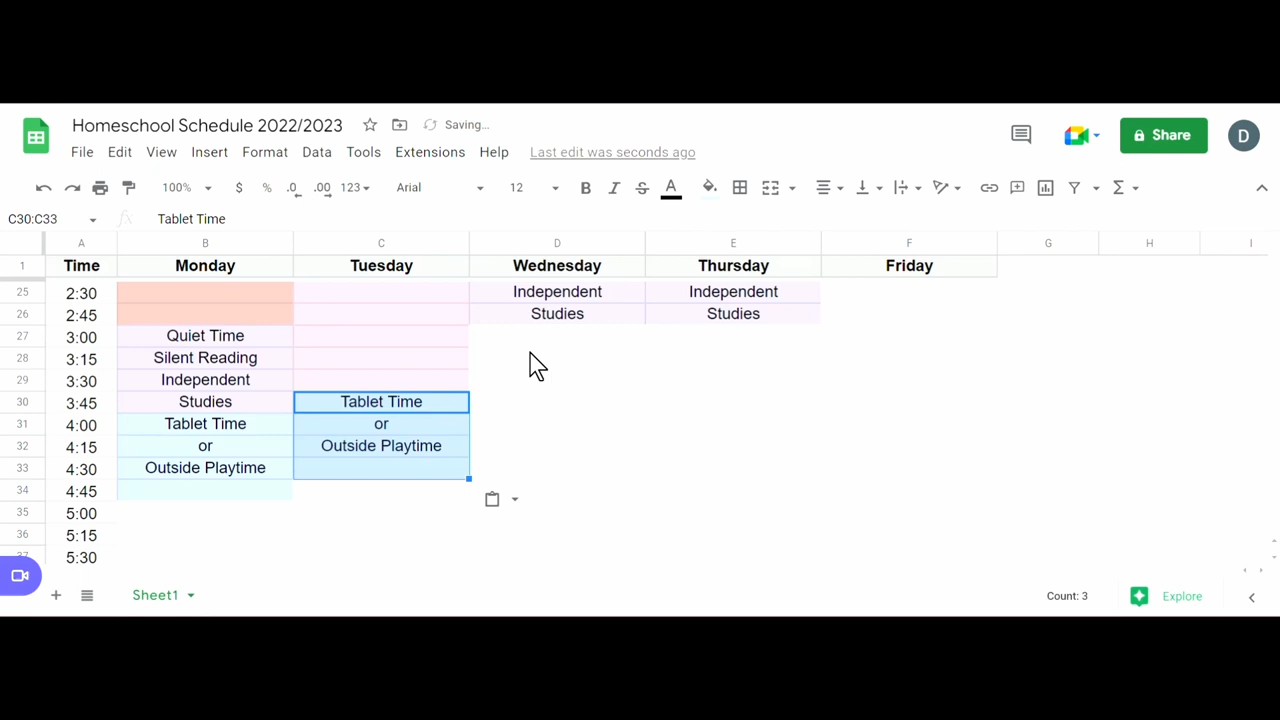 Homeschool Schedule 2022/2023 Saving...
File Edit View Insert Format Data Tools Extensions Help Last edit was seconds ago
Share
D
100% $ % .0 .00 123 Arial 12 B I S A
C30:C33 fx Tablet Time
A B C D E F G H I
1 Time Monday Tuesday Wednesday Thursday Friday
25 2:30 Independent Independent
26 2:45 Studies Studies
27 3:00 Quiet Time
28 3:15 Silent Reading
29 3:30 Independent
30 3:45 Studies Tablet Time
31 4:00 Tablet Time or
32 4:15 or Outside Playtime
33 4:30 Outside Playtime
34 4:45
35 5:00
36 5:15
37 5:30
Sheet1 Count: 3 Explore